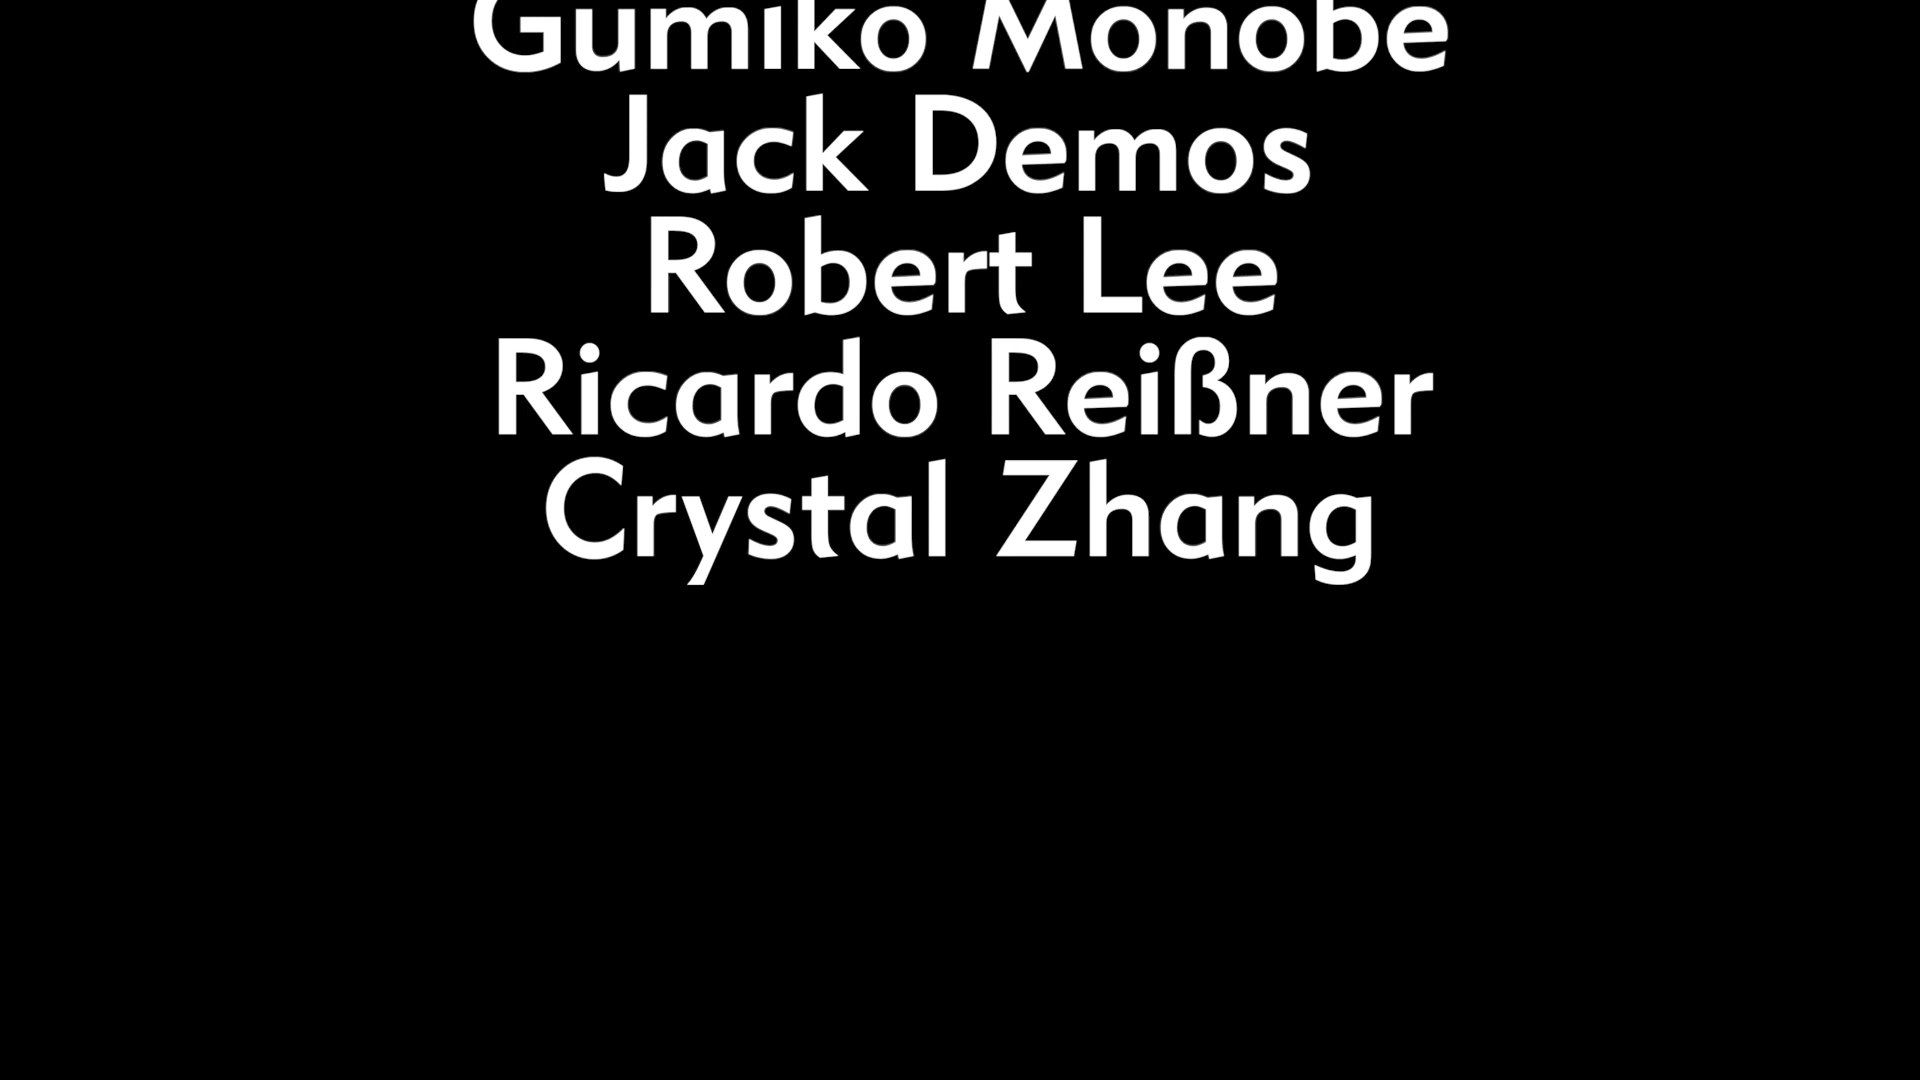 Gumiko Monobe
Jack Demos
Robert Lee
Ricardo Reißner
Crystal Zhang